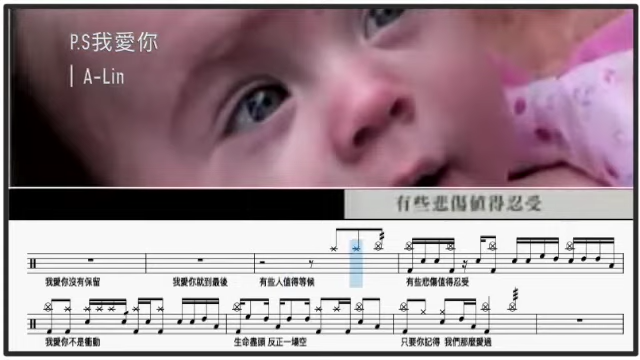 P.S我愛你
| A-Lin
有些悲傷值得忍受
我愛你沒有保留 我愛你就到最後 有些人值得等候 有些悲傷值得忍受
我愛你不是衝動 生命盡頭 反正一場空 只要你記得 我們那麼愛過